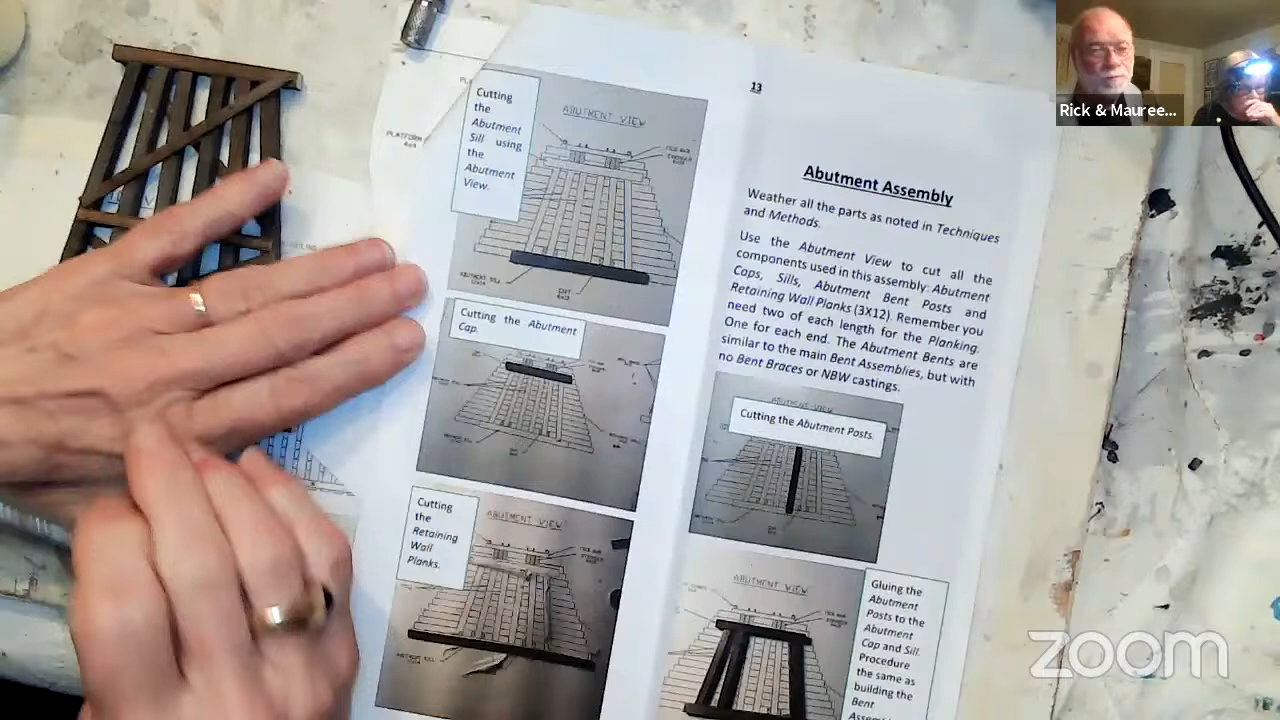 13
Cutting
the
Abutment
Sill using
the
Abutment
View.
ABUTMENT VIEW
PLATFORM
Cutting the Abutment
Cap.
Cutting
the
Retaining
Wall
Planks.
ABUTMENT VIEW
Abutment Assembly
Weather all the parts as noted in Techniques
and Methods.
Use the Abutment View to cut all the
components used in this assembly: Abutment
Caps, Sills, Abutment Bent Posts and
Retaining Wall Planks (3X12). Remember you
need two of each length for the Planking.
One for each end. The Abutment Bents are
similar to the main Bent Assemblies, but with
no Bent Braces or NBW castings.
ABUTMENT VIEW
Cutting the Abutment Posts.
ABUTMENT VIEW
Gluing the
Abutment
Posts to the
Abutment
Cap and Sill.
Procedure
the same as
building the
Bent
Rick & Mauree...
zoom